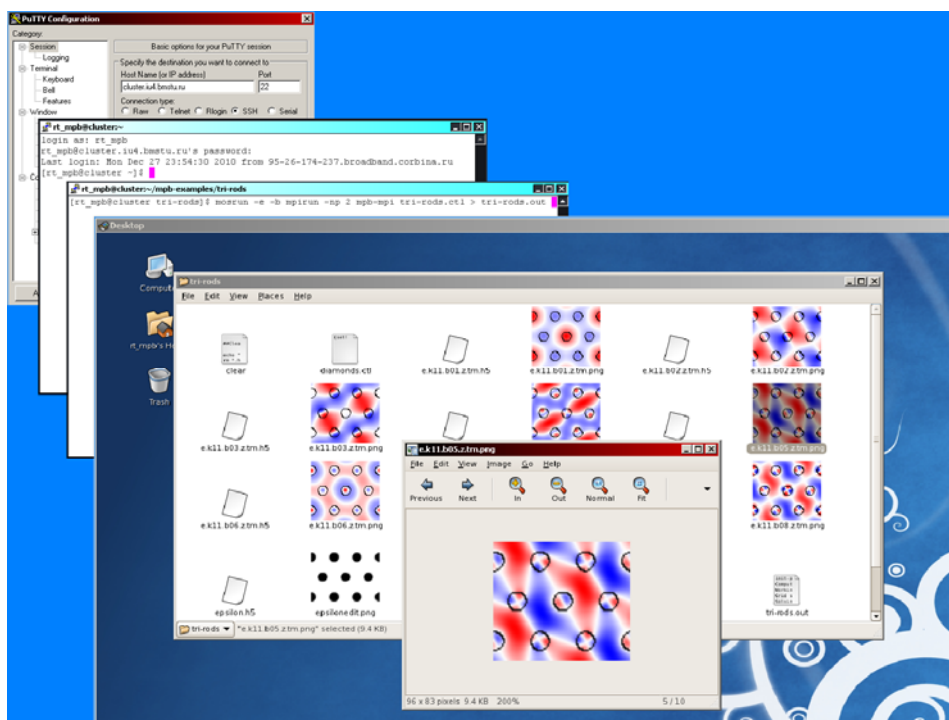 PuTTY Configuration
Category:
Session
Logging
Terminal
Keyboard
Bell
Features
Window
Basic options for your PuTTY session
Specify the destination you want to connect to
Host Name (or IP address)
Port
cluster.iu4.bmstu.ru
22
Connection type:
Raw
Telnet
Rlogin
SSH
Serial
rt_mpb@cluster:~
login as: rt_mpb
rt_mpb@cluster.iu4.bmstu.ru's password:
Last login: Mon Dec 27 23:54:30 2010 from 95-26-174-237.broadband.corbina.ru
[rt_mpb@cluster ~]$
rt_mpb@cluster:~/mpb-examples/tri-rods
[rt_mpb@cluster tri-rods]$ mosrun -e -b mpirun -np 2 mpb-mpi tri-rods.ctl > tri-rods.out
Desktop
Trash
tri-rods
File Edit View Places Help
clear
diamonds.ctl
e.k11.b01.z.tm.h5
e.k11.b01.z.tm.png
e.k11.b02.z.tm.h5
e.k11.b02.z.tm.png
e.k11.b03.z.tm.h5
e.k11.b03.z.tm.png
e.k11.b05.z.tm.png
e.k11.b06.z.tm.h5
e.k11.b06.z.tm.png
e.k11.b08.z.tm.png
epsilon.h5
epsilonedit.png
tri-rods.out
tri-rods
"e.k11.b05.z.tm.png" selected (9.4 KB)
e.k11.b05.z.tm.png
File Edit View Image Go Help
Previous
Next
In
Out
Normal
Fit
96 x 83 pixels 9.4 KB 200%
5 / 10